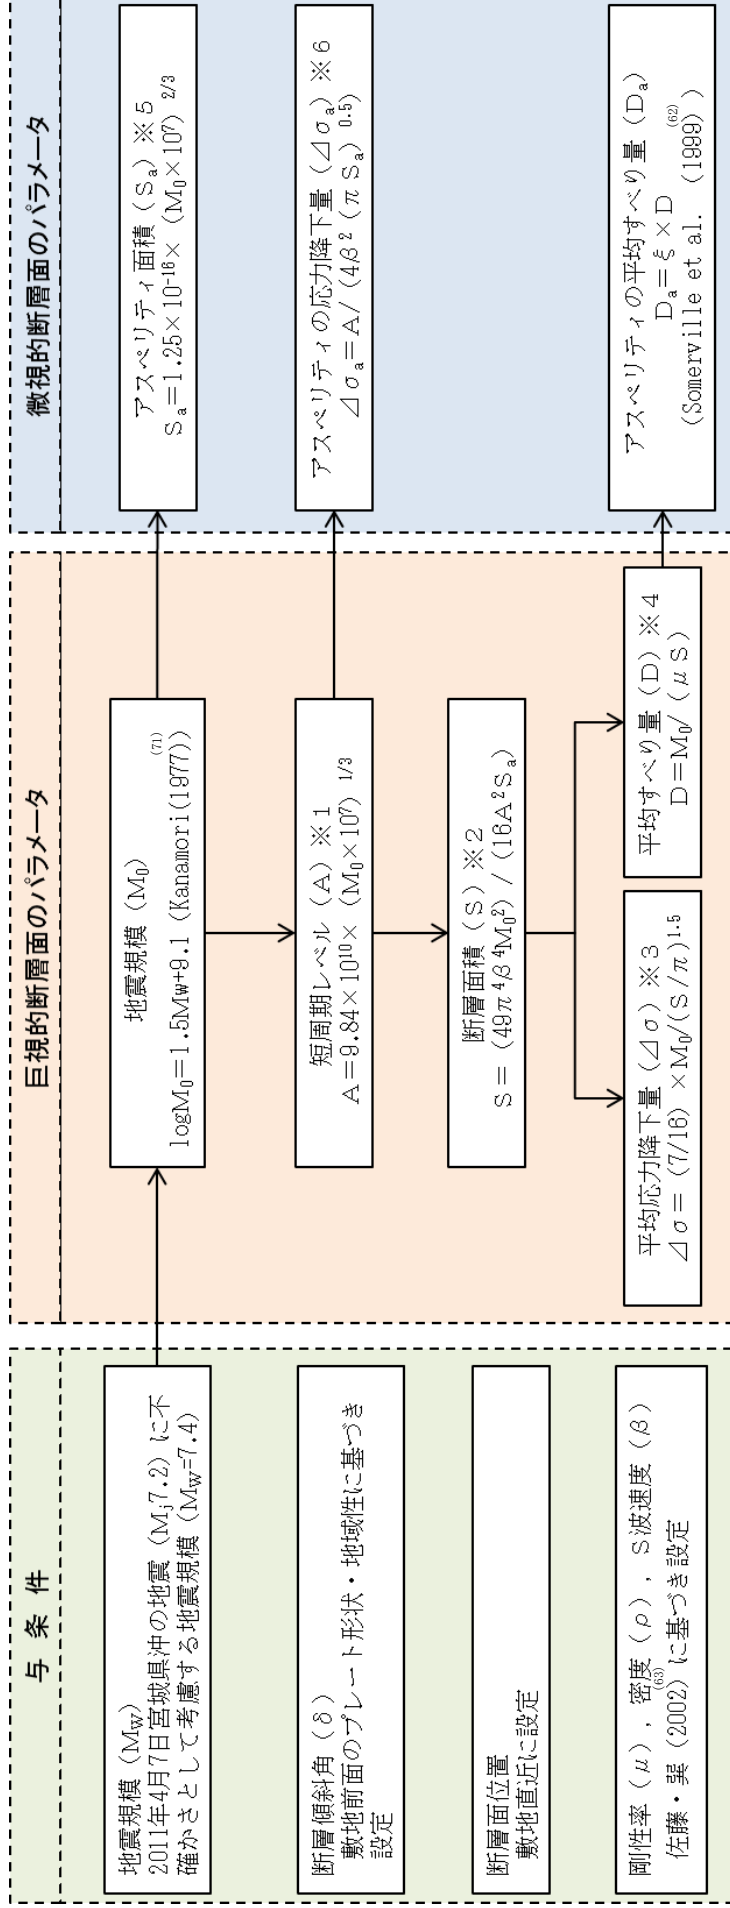 与 条 件
地震規模（Mw）
2011年4月7日宮城県沖の地震（Mj7.2）に不
確かさとして考慮する地震規模（Mw=7.4）
断層傾斜角（δ）
敷地前面のプレート形状・地域性に基づき
設定
断層面位置
敷地直近に設定
剛性率（μ），密度（ρ），S波速度（β）
佐藤・巽（2002）(63)に基づき設定
巨視的断層面のパラメータ
地震規模（M0）
logM0=1.5Mw+9.1（Kanamori(1977)(71)）
短周期レベル（A）※1
A=9.84×10^10×（M0×10^7）^1/3
断層面積（S）※2
S=（49π^4β^4M0^2）/（16A^2Sa）
平均応力降下量（Δσ）※3
Δσ=（7/16）×M0/(S/π)^1.5
平均すべり量（D）※4
D=M0/（μS）
微視的断層面のパラメータ
アスペリティ面積（Sa）※5
Sa=1.25×10^-16×（M0×10^7）^2/3
アスペリティの応力降下量（Δσa）※6
Δσa=A/（4β^2（πSa）^0.5）
アスペリティの平均すべり量（Da）
Da=ξ×D
（Somerville et al.（1999）(62)）